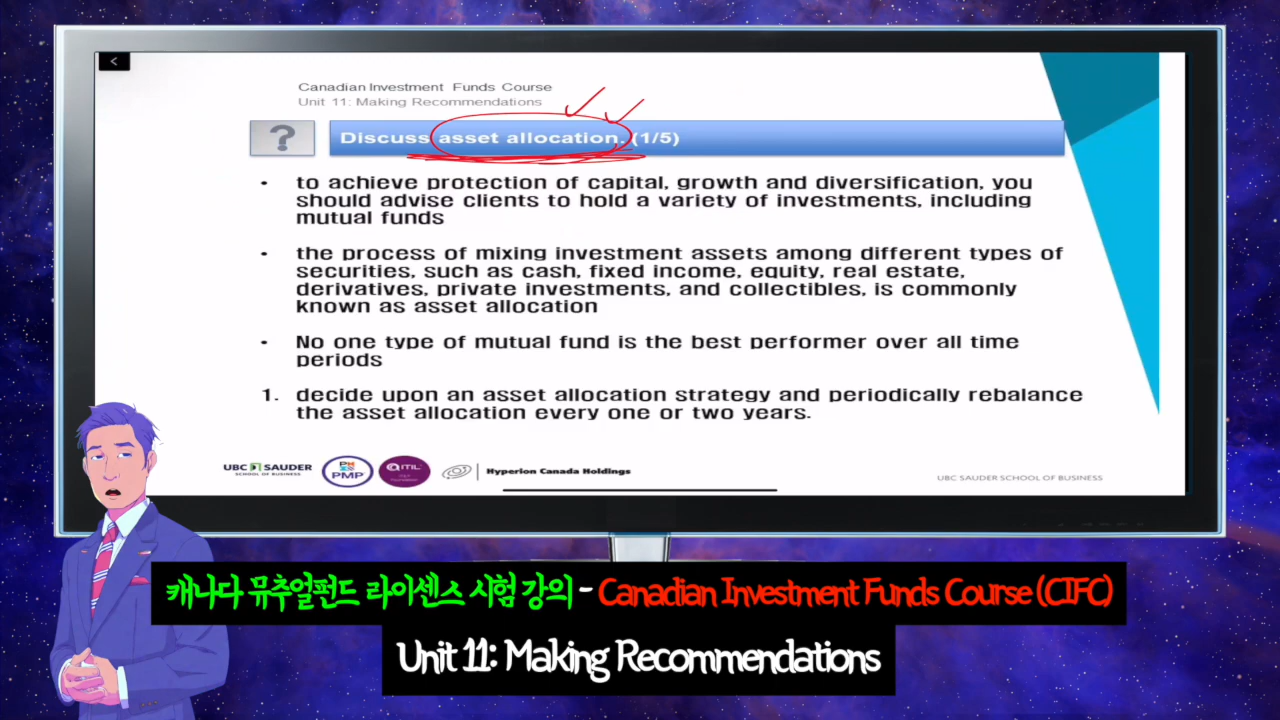 Canadian Investment Funds Course
Unit 11: Making Recommendations
?
Discuss asset allocation. (1/5)
• to achieve protection of capital, growth and diversification, you
should advise clients to hold a variety of investments, including
mutual funds
• the process of mixing investment assets among different types of
securities, such as cash, fixed income, equity, real estate,
derivatives, private investments, and collectibles, is commonly
known as asset allocation
• No one type of mutual fund is the best performer over all time
periods
1. decide upon an asset allocation strategy and periodically rebalance
the asset allocation every one or two years.
UBC SAUDER
SCHOOL OF BUSINESS
PMP
ITIL
Hyperion Canada Holdings
UBC SAUDER SCHOOL OF BUSINESS
캐나다 뮤추얼펀드 라이센스 시험 강의 - Canadian Investment Funds Course (CIFC)
Unit 11: Making Recommendations